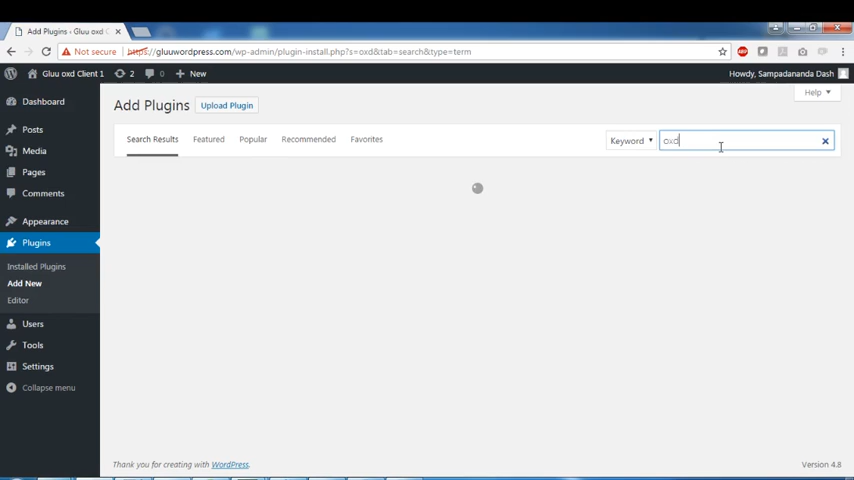 Add Plugins ‹ Gluu oxd C
Not secure https://gluuwordpress.com/wp-admin/plugin-install.php?s=oxd&tab=search&type=term
Gluu oxd Client 1 2 0 New Howdy, Sampadananda Dash
Help
Dashboard
Posts
Media
Pages
Comments
Appearance
Plugins
Installed Plugins
Add New
Editor
Users
Tools
Settings
Collapse menu
Add Plugins Upload Plugin
Search Results Featured Popular Recommended Favorites Keyword oxd
Thank you for creating with WordPress. Version 4.8